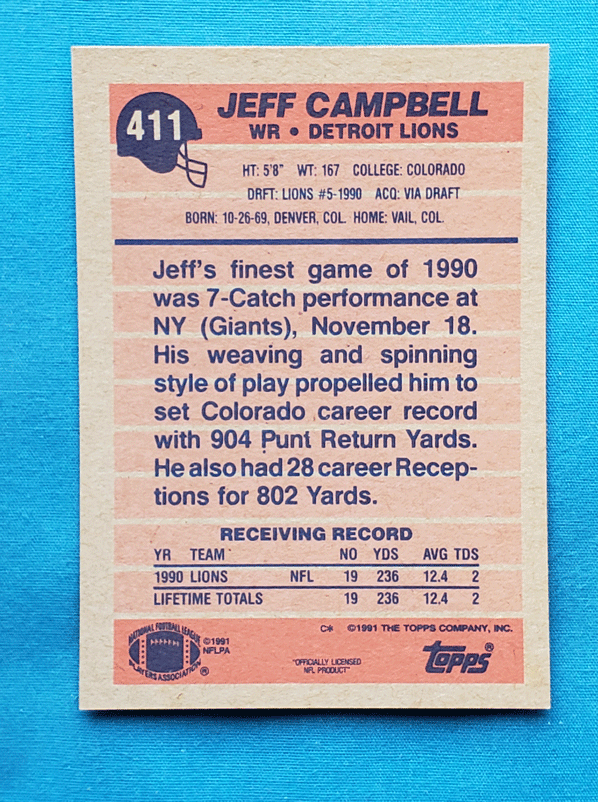 411
JEFF CAMPBELL
WR • DETROIT LIONS
HT: 5'8" WT: 167 COLLEGE: COLORADO
DRFT: LIONS #5-1990 ACQ: VIA DRAFT
BORN: 10-26-69, DENVER, COL. HOME: VAIL, COL.
Jeff's finest game of 1990
was 7-Catch performance at
NY (Giants), November 18.
His weaving and spinning
style of play propelled him to
set Colorado career record
with 904 Punt Return Yards.
He also had 28 career Recep-
tions for 802 Yards.
RECEIVING RECORD
YR TEAM NO YDS AVG TDS
1990 LIONS NFL 19 236 12.4 2
LIFETIME TOTALS 19 236 12.4 2
C* ©1991 THE TOPPS COMPANY, INC.
NATIONAL FOOTBALL LEAGUE
PLAYERS ASSOCIATION ®
©1991
NFLPA
"OFFICIALLY LICENSED
NFL PRODUCT"
topps®